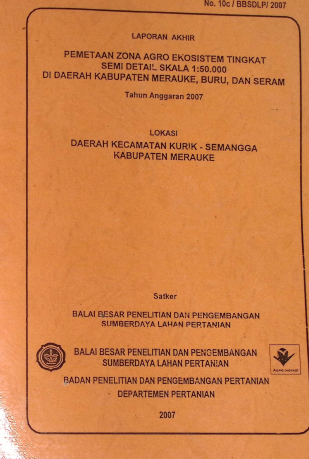 No. 10c / BBSDLP/ 2007
LAPORAN AKHIR
PEMETAAN ZONA AGRO EKOSISTEM TINGKAT
SEMI DETAIL SKALA 1:50.000
DI DAERAH KABUPATEN MERAUKE, BURU, DAN SERAM
Tahun Anggaran 2007
LOKASI
DAERAH KECAMATAN KURIK - SEMANGGA
KABUPATEN MERAUKE
Satker
BALAI BESAR PENELITIAN DAN PENGEMBANGAN
SUMBERDAYA LAHAN PERTANIAN
BALAI BESAR PENELITIAN DAN PENGEMBANGAN
SUMBERDAYA LAHAN PERTANIAN
BADAN PENELITIAN DAN PENGEMBANGAN PERTANIAN
DEPARTEMEN PERTANIAN
2007